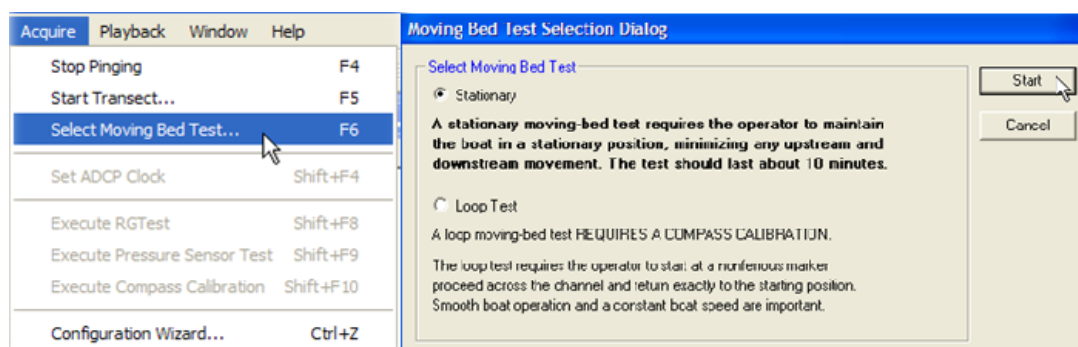 Acquire Playback Window Help
Stop Pinging F4
Start Transect... F5
Select Moving Bed Test... F6
Set ADCP Clock Shift+F4
Execute RGTest Shift+F8
Execute Pressure Sensor Test Shift+F9
Execute Compass Calibration Shift+F10
Configuration Wizard... Ctrl+Z
Moving Bed Test Selection Dialog
Select Moving Bed Test
Stationary
A stationary moving-bed test requires the operator to maintain
the boat in a stationary position, minimizing any upstream and
downstream movement. The test should last about 10 minutes.
Loop Test
A loop moving-bed test REQUIRES A COMPASS CALIBRATION.
The loop test requires the operator to start at a nonferrous marker
proceed across the channel and return exactly to the starting position.
Smooth boat operation and a constant boat speed are important.
Start
Cancel